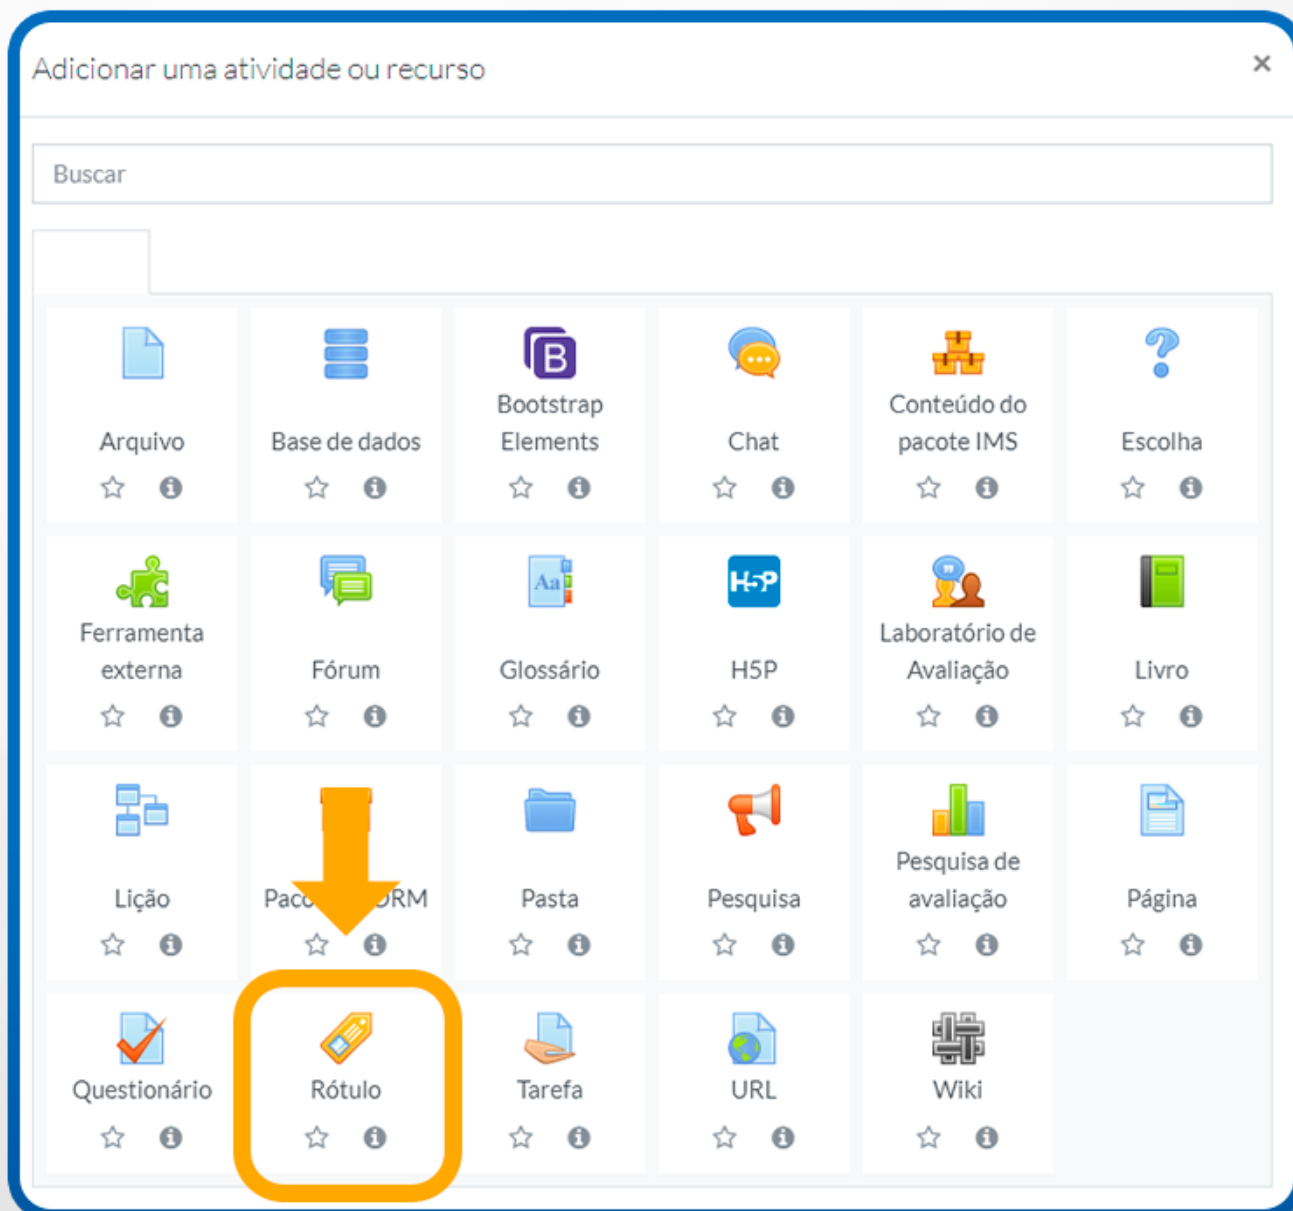 Adicionar uma atividade ou recurso
×
Buscar
B
Bootstrap
Conteúdo do
Arquivo
Base de dados
Elements
Chat
pacote IMS
Escolha
Aa
H5P
Ferramenta
Laboratório de
externa
Fórum
Glossário
H5P
Avaliação
Livro
Pesquisa de
Lição
Pasta
Pesquisa
avaliação
Página
Questionário
Rótulo
Tarefa
URL
Wiki